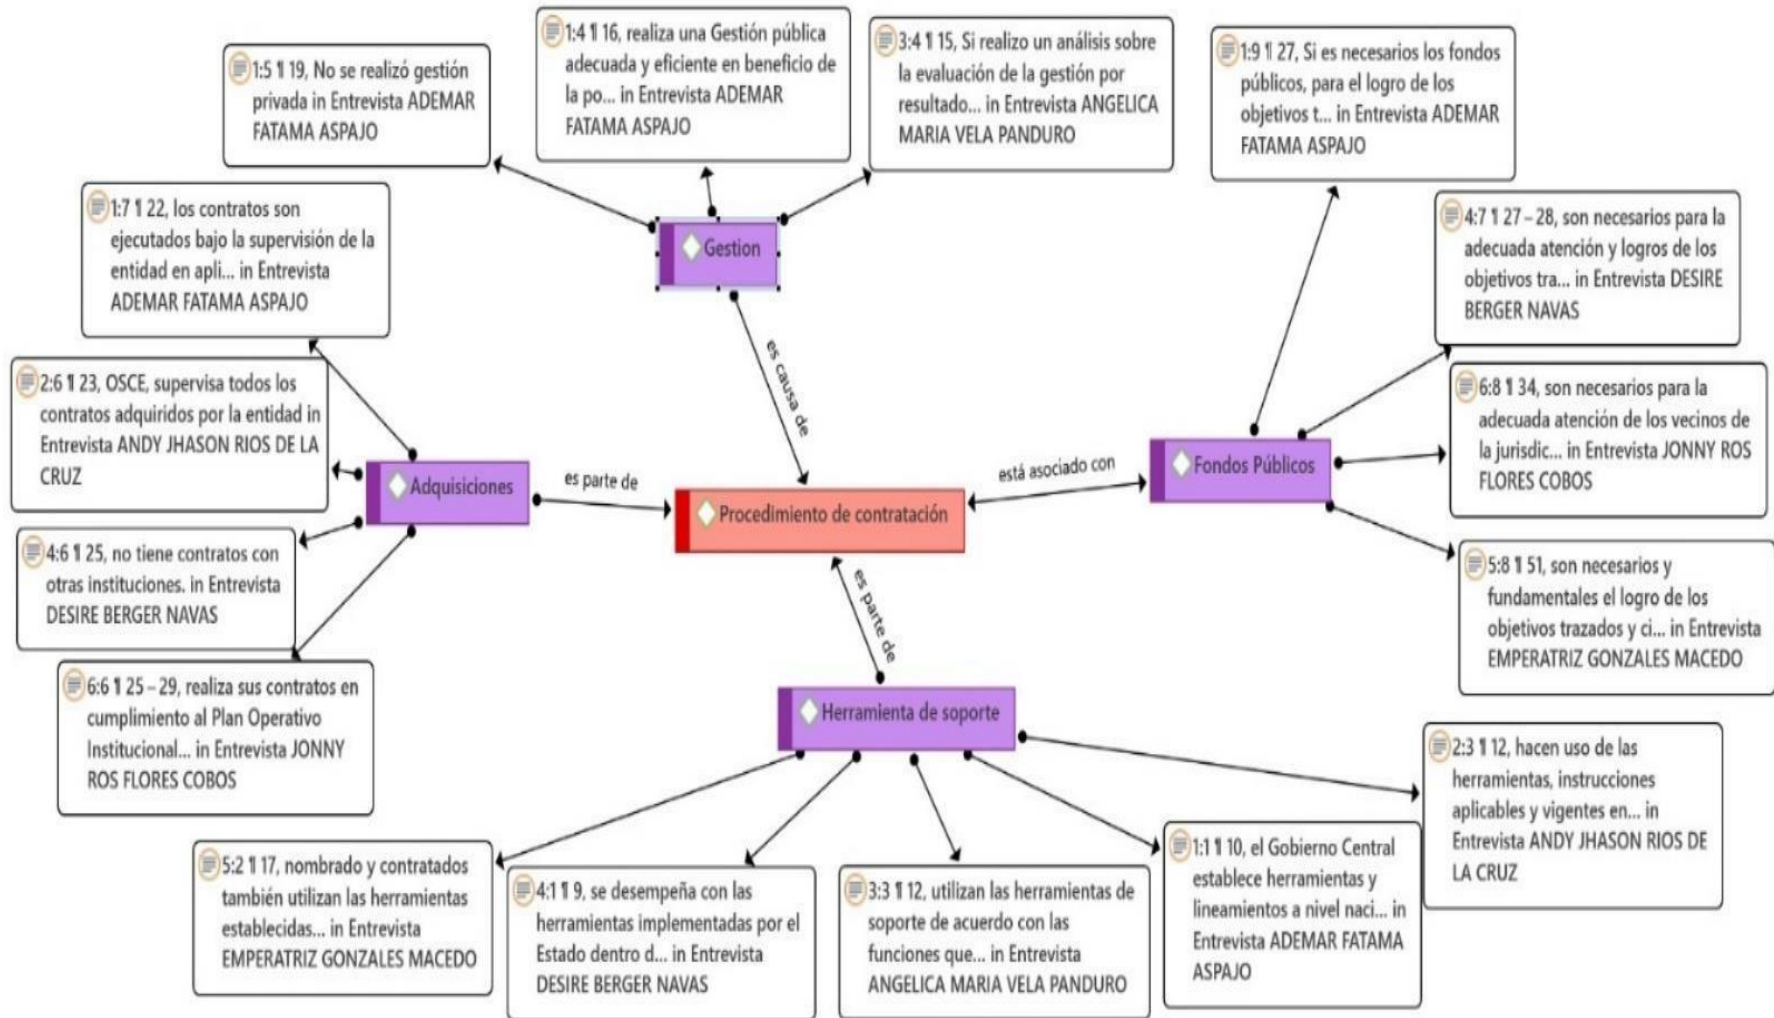 1:5 ¶ 19, No se realizó gestión
privada in Entrevista ADEMAR
FATAMA ASPAJO
1:4 ¶ 16, realiza una Gestión pública
adecuada y eficiente en beneficio de
la po... in Entrevista ADEMAR
FATAMA ASPAJO
3:4 ¶ 15, Si realizo un análisis sobre
la evaluación de la gestión por
resultado... in Entrevista ANGELICA
MARIA VELA PANDURO
1:9 ¶ 27, Si es necesarios los fondos
públicos, para el logro de los
objetivos t... in Entrevista ADEMAR
FATAMA ASPAJO
1:7 ¶ 22, los contratos son
ejecutados bajo la supervisión de la
entidad en apli... in Entrevista
ADEMAR FATAMA ASPAJO
Gestion
4:7 ¶ 27 – 28, son necesarios para la
adecuada atención y logros de los
objetivos tra... in Entrevista DESIRE
BERGER NAVAS
es causa de
2:6 ¶ 23, OSCE, supervisa todos los
contratos adquiridos por la entidad in
Entrevista ANDY JHASON RIOS DE LA
CRUZ
6:8 ¶ 34, son necesarios para la
adecuada atención de los vecinos de
la jurisdic... in Entrevista JONNY ROS
FLORES COBOS
Adquisiciones
es parte de
Procedimiento de contratación
está asociado con
Fondos Públicos
4:6 ¶ 25, no tiene contratos con
otras instituciones. in Entrevista
DESIRE BERGER NAVAS
5:8 ¶ 51, son necesarios y
fundamentales el logro de los
objetivos trazados y ci... in Entrevista
EMPERATRIZ GONZALES MACEDO
es parte de
6:6 ¶ 25 – 29, realiza sus contratos en
cumplimiento al Plan Operativo
Institucional... in Entrevista JONNY
ROS FLORES COBOS
Herramienta de soporte
2:3 ¶ 12, hacen uso de las
herramientas, instrucciones
aplicables y vigentes en... in
Entrevista ANDY JHASON RIOS DE
LA CRUZ
5:2 ¶ 17, nombrado y contratados
también utilizan las herramientas
establecidas... in Entrevista
EMPERATRIZ GONZALES MACEDO
4:1 ¶ 9, se desempeña con las
herramientas implementadas por el
Estado dentro d... in Entrevista
DESIRE BERGER NAVAS
3:3 ¶ 12, utilizan las herramientas de
soporte de acuerdo con las
funciones que... in Entrevista
ANGELICA MARIA VELA PANDURO
1:1 ¶ 10, el Gobierno Central
establece herramientas y
lineamientos a nivel naci... in
Entrevista ADEMAR FATAMA
ASPAJO